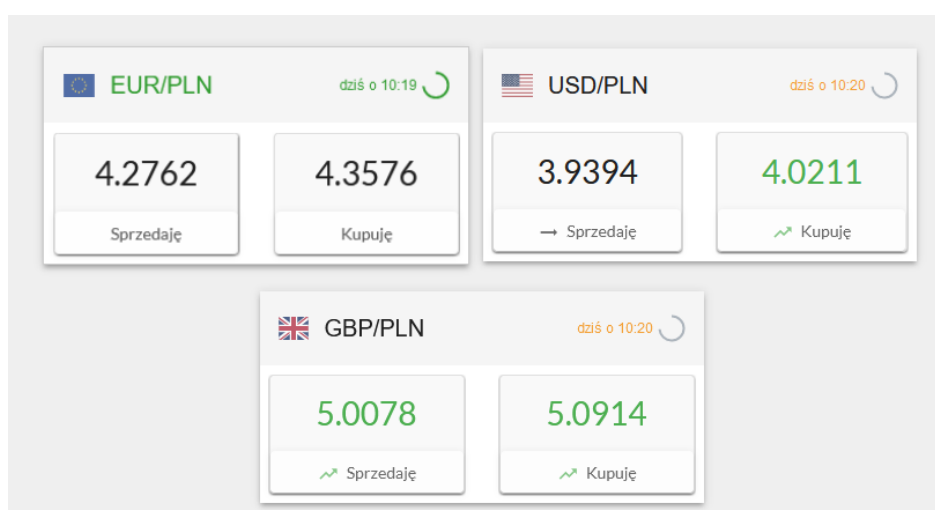 EUR/PLN dziś o 10:19
4.2762 4.3576
Sprzedaję Kupuję
USD/PLN dziś o 10:20
3.9394 4.0211
Sprzedaję Kupuję
GBP/PLN dziś o 10:20
5.0078 5.0914
Sprzedaję Kupuję